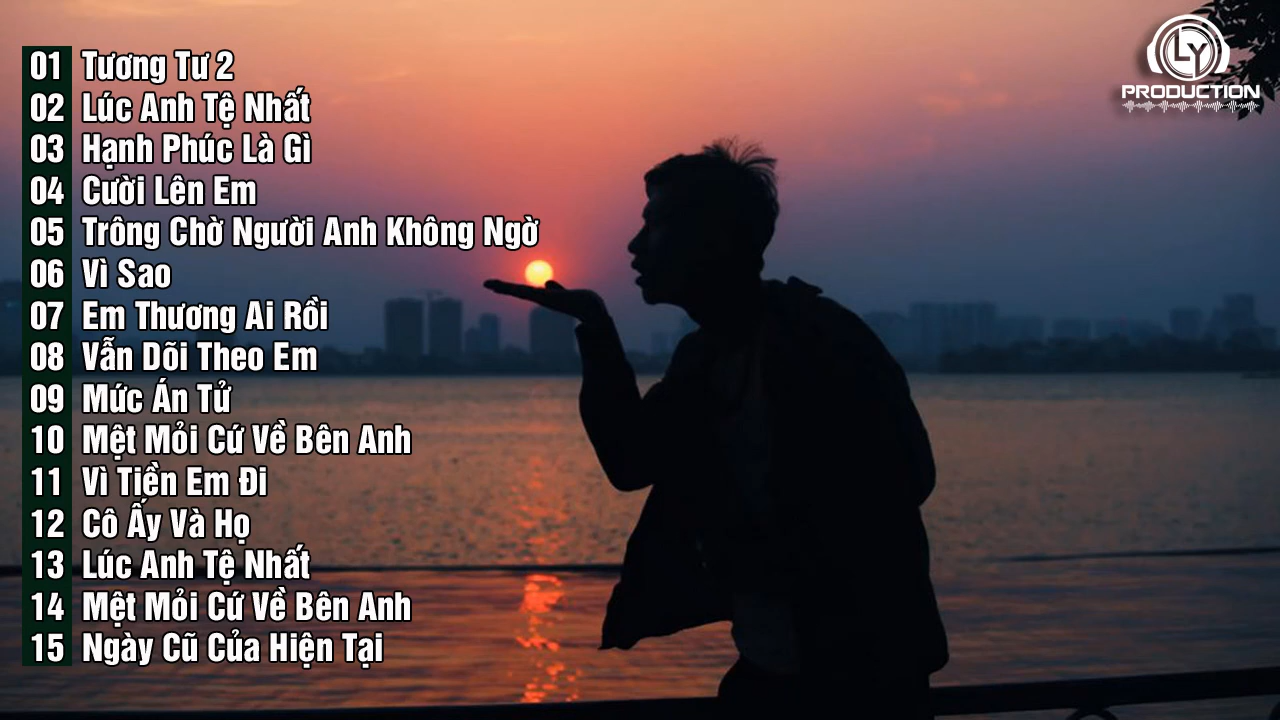 01 Tương Tư 2
02 Lúc Anh Tệ Nhất
03 Hạnh Phúc Là Gì
04 Cười Lên Em
05 Trông Chờ Người Anh Không Ngờ
06 Vì Sao
07 Em Thương Ai Rồi
08 Vẫn Dõi Theo Em
09 Mức Án Tử
10 Mệt Mỏi Cứ Về Bên Anh
11 Vì Tiền Em Đi
12 Cô Ấy Và Họ
13 Lúc Anh Tệ Nhất
14 Mệt Mỏi Cứ Về Bên Anh
15 Ngày Cũ Của Hiện Tại
LY
PRODUCTION